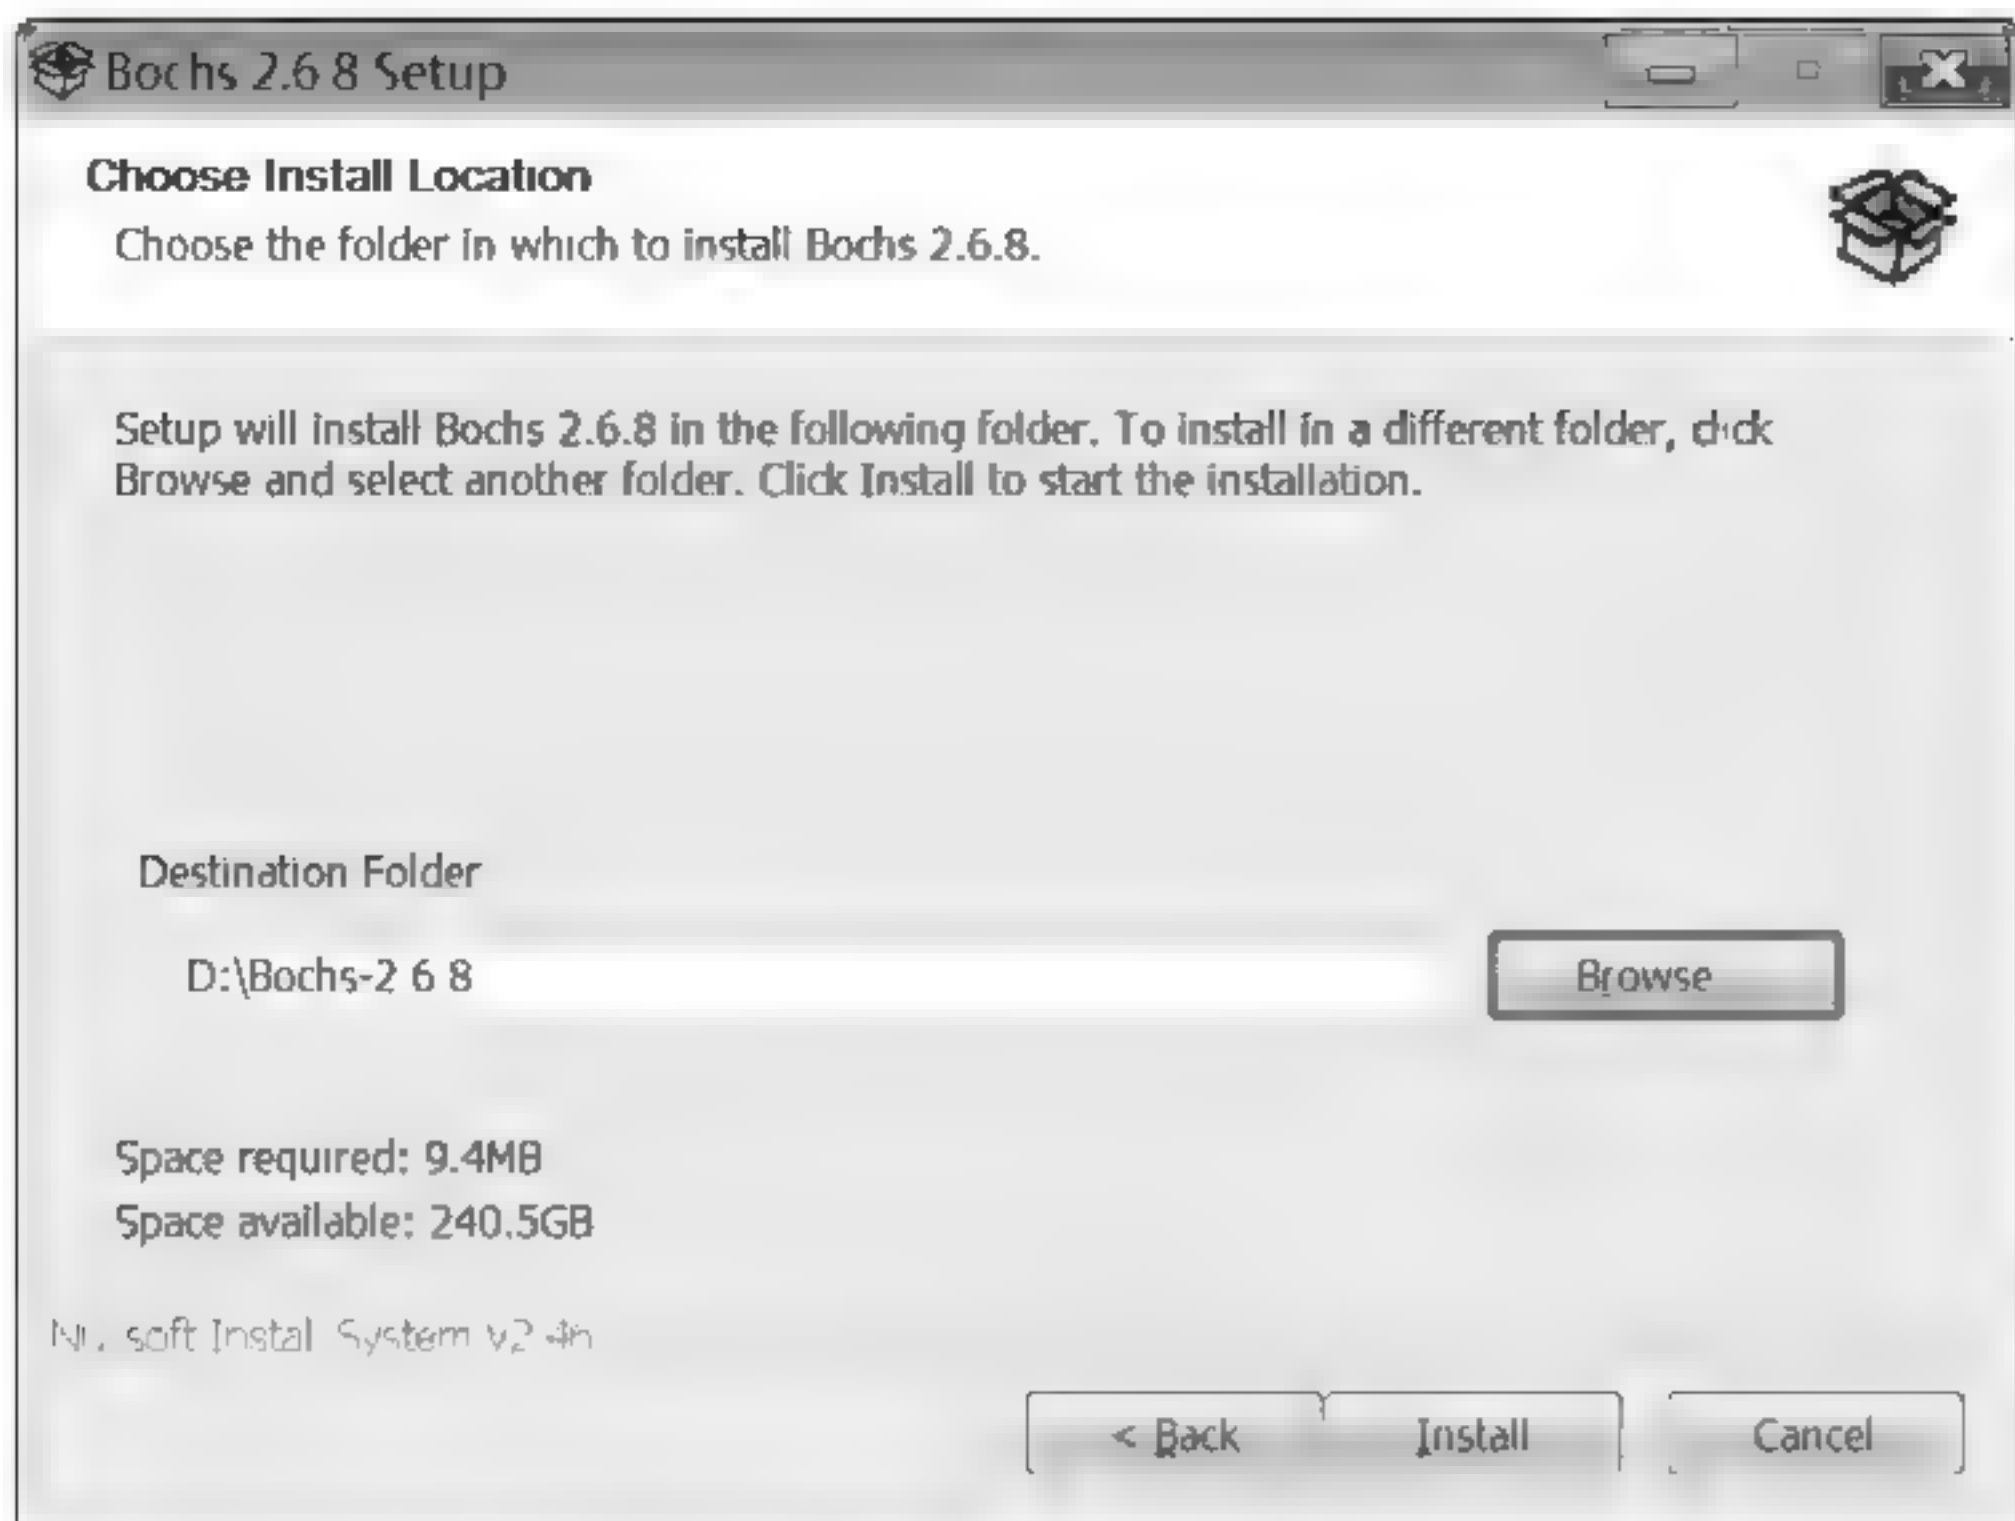 Bochs 2.6 8 Setup
Choose Install Location
Choose the folder in which to install Bochs 2.6.8.
Setup will install Bochs 2.6.8 in the following folder. To install in a different folder, click
Browse and select another folder. Click Install to start the installation.
Destination Folder
D:\Bochs-2 6 8
Browse
Space required: 9.4MB
Space available: 240.5GB
Install System
< Back
Install
Cancel